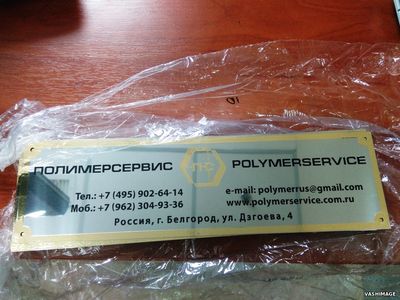 ПОЛИМЕРСЕРВИС ПС POLYMERSERVICE
Тел.: +7 (495) 902-64-14 e-mail: polymerrus@gmail.com
Моб.: +7 (962) 304-93-36 www.polymerservice.com.ru
Россия, г. Белгород, ул. Дзгоева, 4
VASHIMAGE